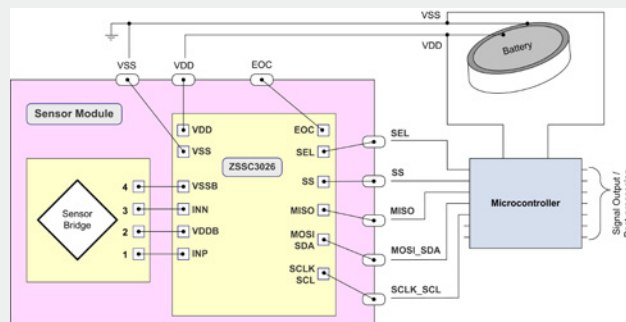 VSS
VDD
Battery
VSS
VDD
EOC
Sensor Module
VDD
VSS
ZSSC3026
EOC
SEL
SEL
4
VSSB
SS
SS
3
INN
Sensor
Bridge
2
VDDB
MISO
MISO
Microcontroller
Signal Output /
1
INP
MOSI
SDA
MOSI_SDA
SCLK
SCL
SCLK_SCL